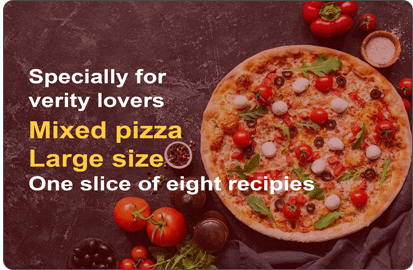 Specially for
verity lovers
Mixed pizza
Large size
One slice of eight recipies